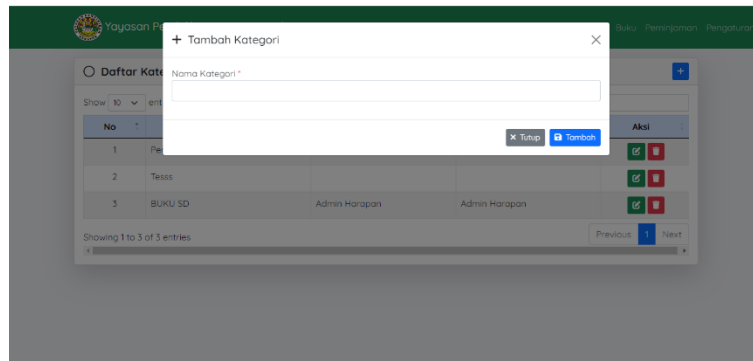 Yayasan Pe
Buku Peminjaman Pengaturan
+ Tambah Kategori
Daftar Kate
Nama Kategori *
Show 10 ent
No
Aksi
× Tutup
Tambah
1 Pe
2 Tesss
3 BUKU SD Admin Harapan Admin Harapan
Showing 1 to 3 of 3 entries
Previous 1 Next